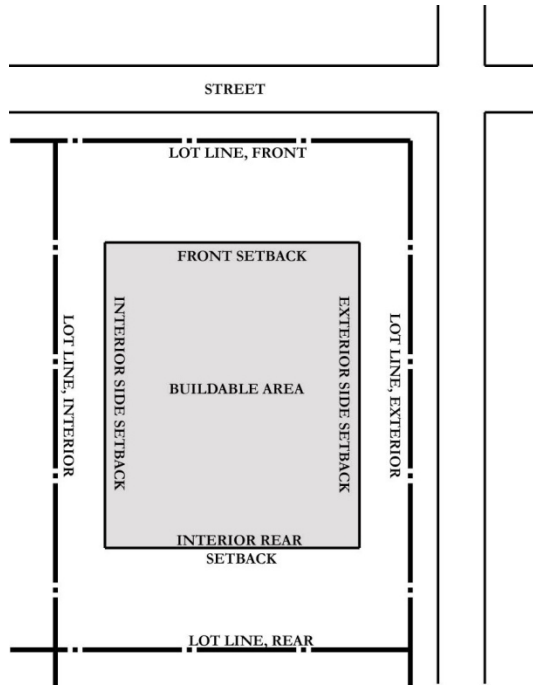 STREET
LOT LINE, FRONT
FRONT SETBACK
LOT LINE, INTERIOR
INTERIOR SIDE SETBACK
BUILDABLE AREA
EXTERIOR SIDE SETBACK
LOT LINE, EXTERIOR
INTERIOR REAR
SETBACK
LOT LINE, REAR